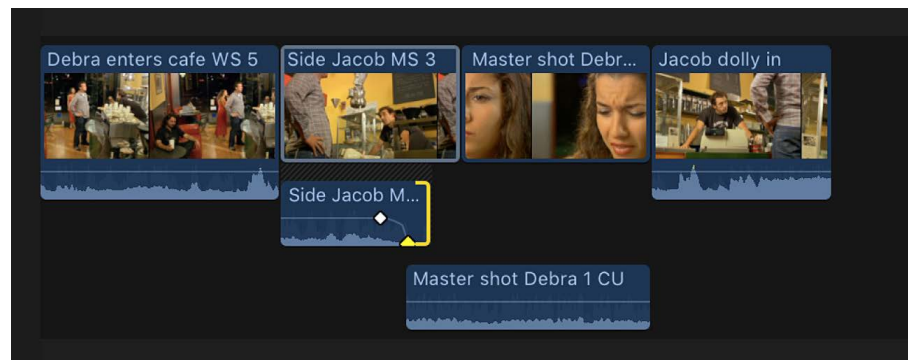 Debra enters cafe WS 5
Side Jacob MS 3
Master shot Debr...
Jacob dolly in
Side Jacob M...
Master shot Debra 1 CU